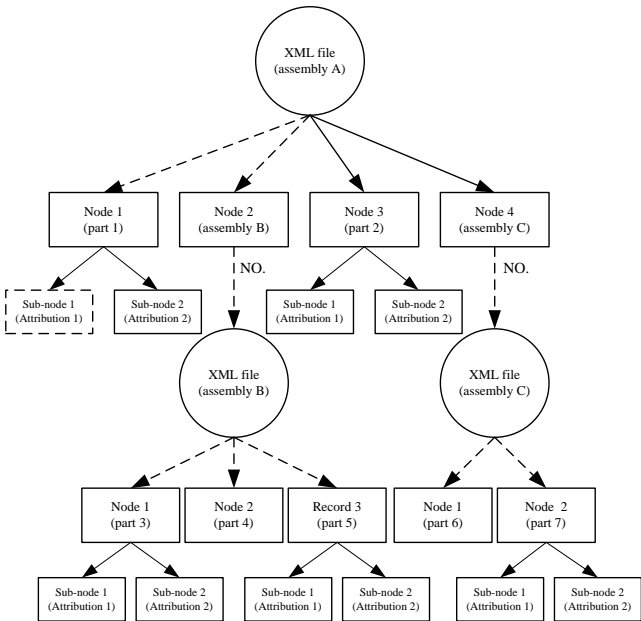 XML file
(assembly A)
Node 1
(part 1)
Node 2
(assembly B)
Node 3
(part 2)
Node 4
(assembly C)
NO.
NO.
Sub-node 1
(Attribution 1)
Sub-node 2
(Attribution 2)
Sub-node 1
(Attribution 1)
Sub-node 2
(Attribution 2)
XML file
(assembly B)
XML file
(assembly C)
Node 1
(part 3)
Node 2
(part 4)
Record 3
(part 5)
Node 1
(part 6)
Node 2
(part 7)
Sub-node 1
(Attribution 1)
Sub-node 2
(Attribution 2)
Sub-node 1
(Attribution 1)
Sub-node 2
(Attribution 2)
Sub-node 1
(Attribution 1)
Sub-node 2
(Attribution 2)